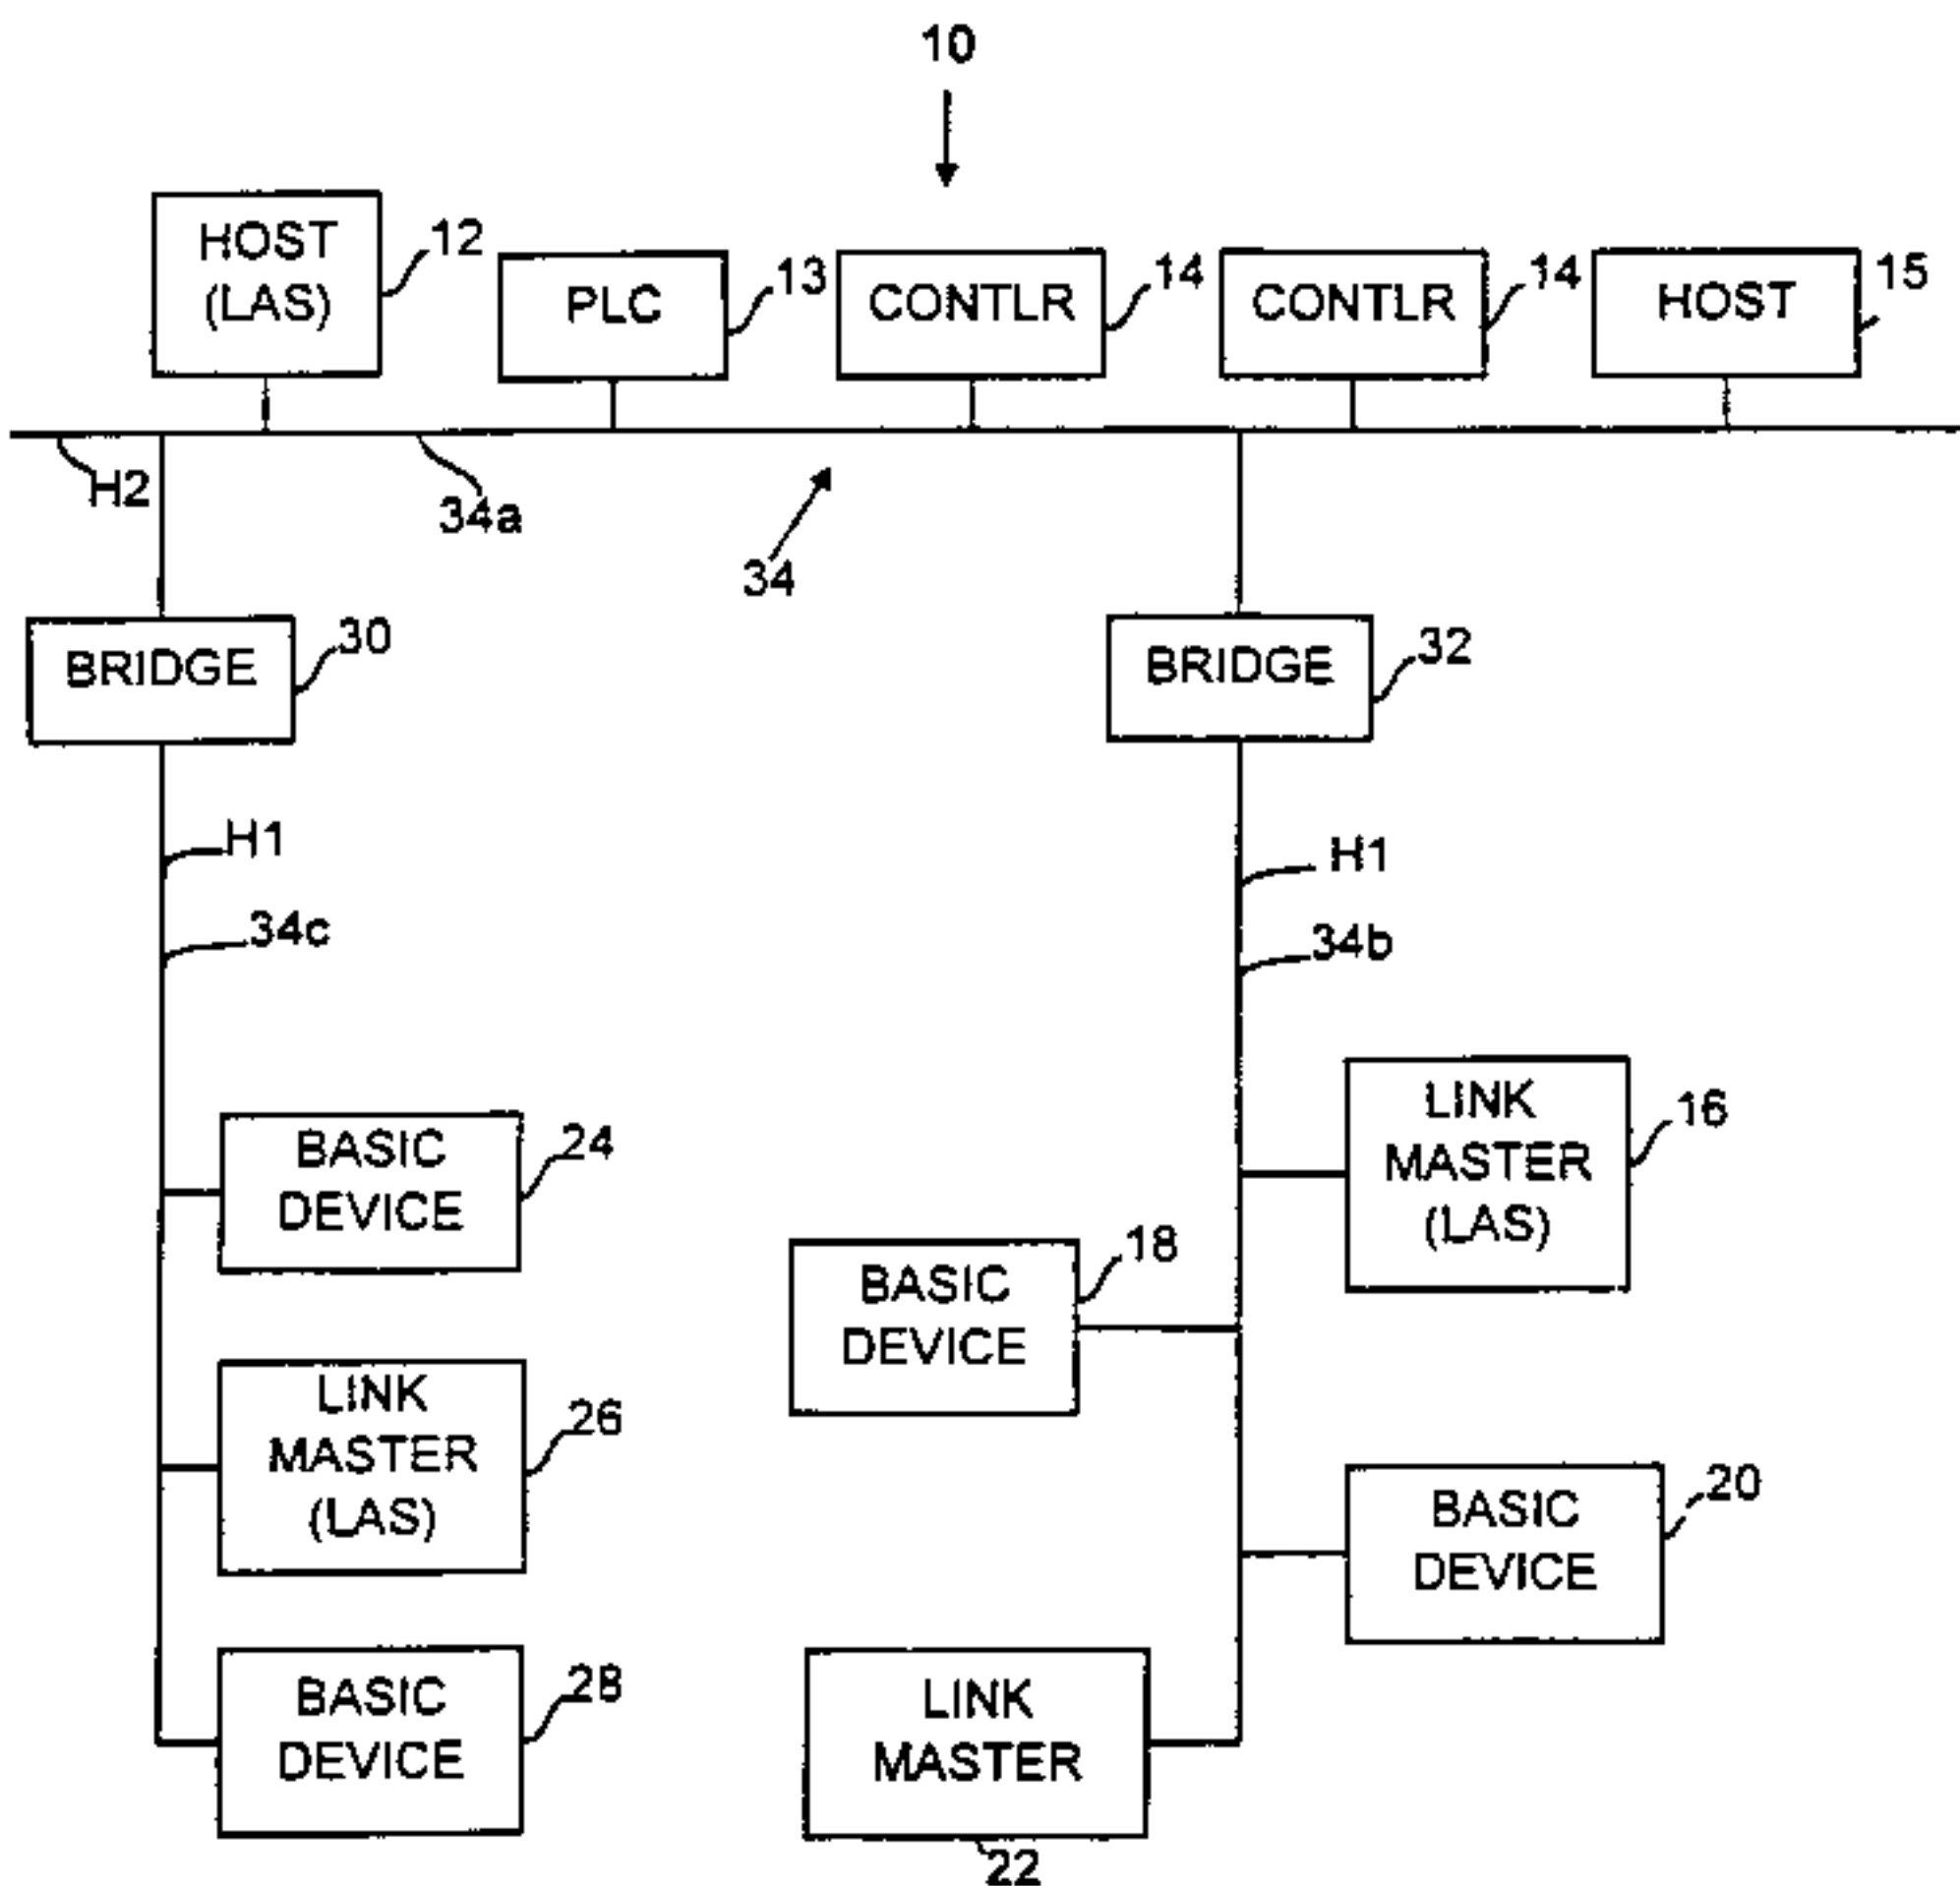 10
HOST
(LAS)
12
PLC
13
CONTLR
14
CONTLR
14
HOST
15
H2
34a
34
BRIDGE
30
BRIDGE
32
H1
34c
H1
34b
BASIC
DEVICE
24
LINK
MASTER
(LAS)
26
BASIC
DEVICE
28
LINK
MASTER
(LAS)
16
BASIC
DEVICE
18
BASIC
DEVICE
20
LINK
MASTER
22